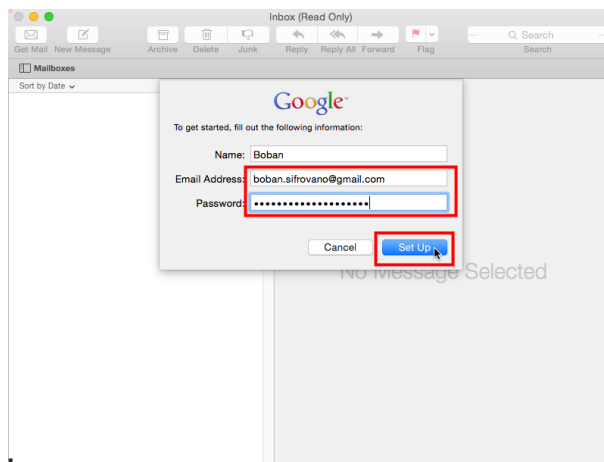 Inbox (Read Only)
Get Mail New Message Archive Delete Junk Reply Reply All Forward Flag Search
Q Search
Mailboxes
Sort by Date
Google™
To get started, fill out the following information:
Name: Boban
Email Address: boban.sifrovano@gmail.com
Password: ••••••••••••••••••••
Cancel Set Up
No Message Selected